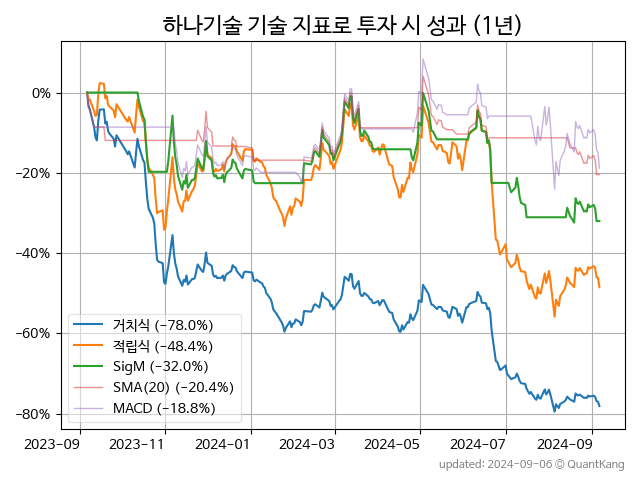 하나기술 기술 지표로 투자 시 성과 (1년)
0%
−20%
−40%
−60%
−80%
거치식 (−78.0%)
적립식 (−48.4%)
SigM (−32.0%)
SMA(20) (−20.4%)
MACD (−18.8%)
2023−09 2023−11 2024−01 2024−03 2024−05 2024−07 2024−09
updated: 2024−09−06 © QuantKang